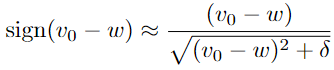 sign(v₀ − w) ≈ (v₀ − w) / √((v₀ − w)² + δ)